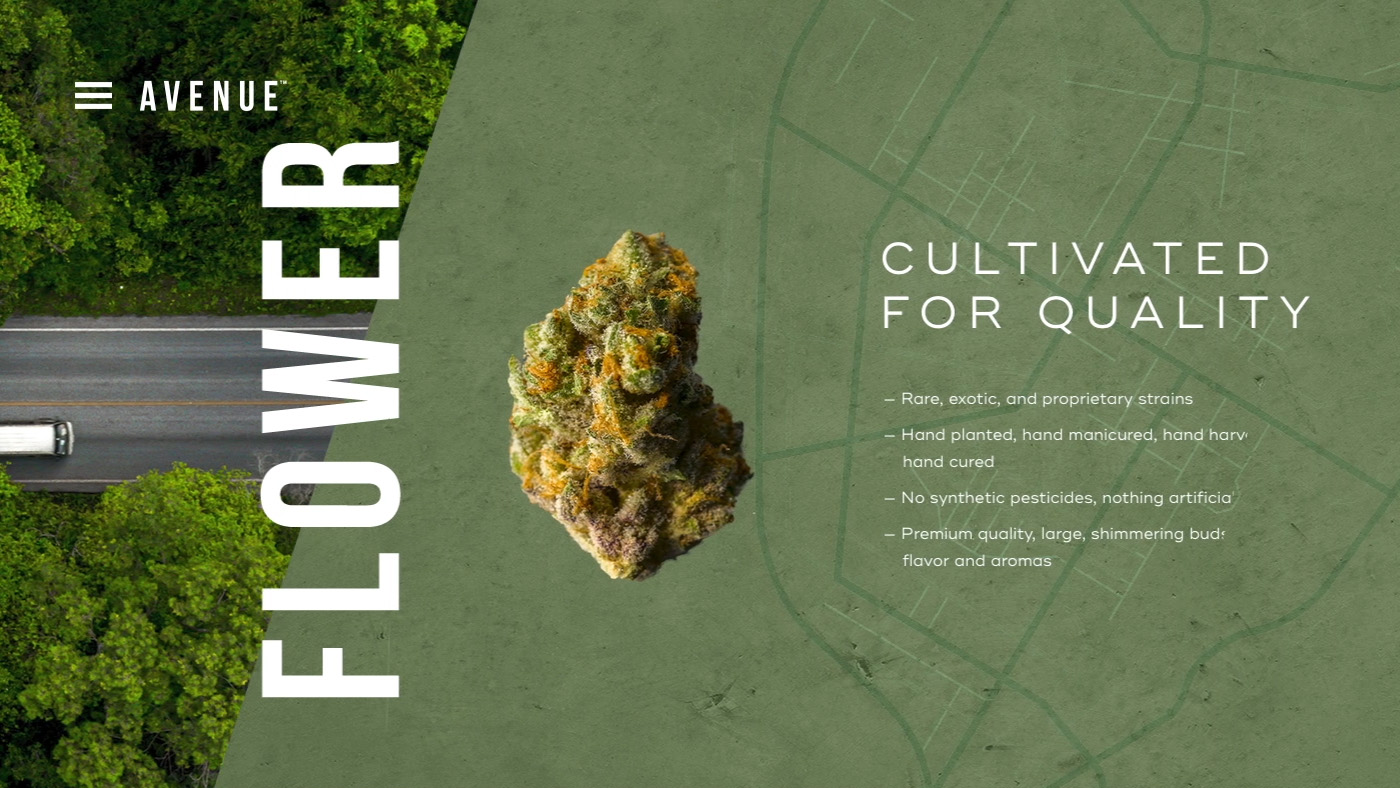 AVENUE™
FLOWER
CULTIVATED
FOR QUALITY
– Rare, exotic, and proprietary strains
– Hand planted, hand manicured, hand
hand cured
– No synthetic pesticides, nothing
– Premium quality, large, shimmering
flavor and aromas